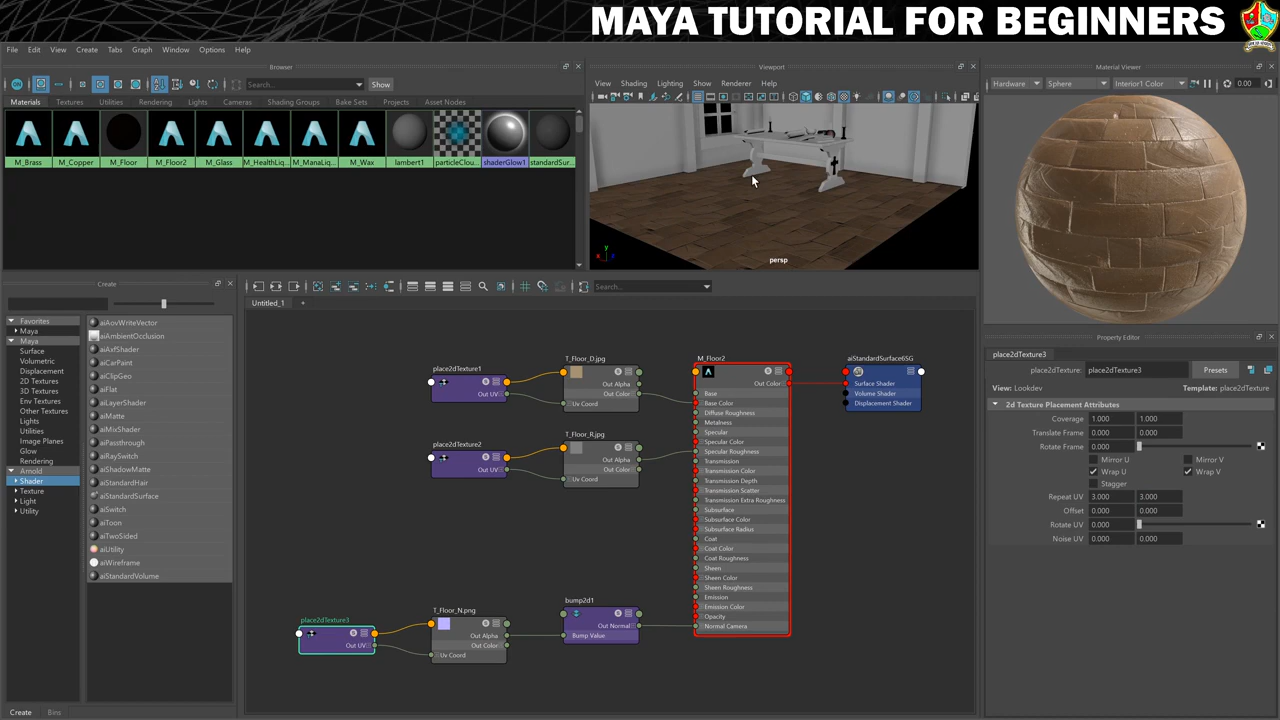 MAYA TUTORIAL FOR BEGINNERS
File Edit View Create Tabs Graph Window Options Help
Browser
Viewport
Material Viewer
Search... Show
View Shading Lighting Show Renderer Help
Hardware Sphere Interior1 Color 0.00
Materials Textures Utilities Rendering Lights Cameras Shading Groups Bake Sets Projects Asset Nodes
M_Brass M_Copper M_Floor M_Floor2 M_Glass M_HealthLiq... M_ManaLiq... M_Wax lambert1 particleClou... shaderGlow1 standardSur...
y
persp
Create
Search...
Untitled_1 +
Favorites
Maya
Maya
Surface
Volumetric
Displacement
2D Textures
3D Textures
Env Textures
Other Textures
Lights
Utilities
Image Planes
Glow
Rendering
Arnold
Shader
Texture
Light
Utility
aiAovWriteVector
aiAmbientOcclusion
aiAxfShader
aiCarPaint
aiClipGeo
aiFlat
aiLayerShader
aiMatte
aiMixShader
aiPassthrough
aiRaySwitch
aiShadowMatte
aiStandardHair
aiStandardSurface
aiSwitch
aiToon
aiTwoSided
aiUtility
aiWireframe
aiStandardVolume
place2dTexture1
Out UV
T_Floor_D.jpg
Out Alpha
Out Color
Uv Coord
place2dTexture2
Out UV
T_Floor_R.jpg
Out Alpha
Out Color
Uv Coord
place2dTexture3
Out UV
T_Floor_N.png
Out Alpha
Out Color
Uv Coord
bump2d1
Out Normal
Bump Value
M_Floor2
Out Color
Base
Base Color
Diffuse Roughness
Metalness
Specular
Specular Color
Specular Roughness
Transmission
Transmission Color
Transmission Depth
Transmission Scatter
Transmission Extra Roughness
Subsurface
Subsurface Color
Subsurface Radius
Coat
Coat Color
Coat Roughness
Sheen
Sheen Color
Sheen Roughness
Emission
Emission Color
Opacity
Normal Camera
aiStandardSurface6SG
Surface Shader
Volume Shader
Displacement Shader
Property Editor
place2dTexture3
place2dTexture: place2dTexture3 Presets
View: Lookdev Template: place2dTexture
2d Texture Placement Attributes
Coverage 1.000 1.000
Translate Frame 0.000 0.000
Rotate Frame 0.000
Mirror U Mirror V
Wrap U Wrap V
Stagger
Repeat UV 3.000 3.000
Offset 0.000 0.000
Rotate UV 0.000
Noise UV 0.000 0.000
Create Bins